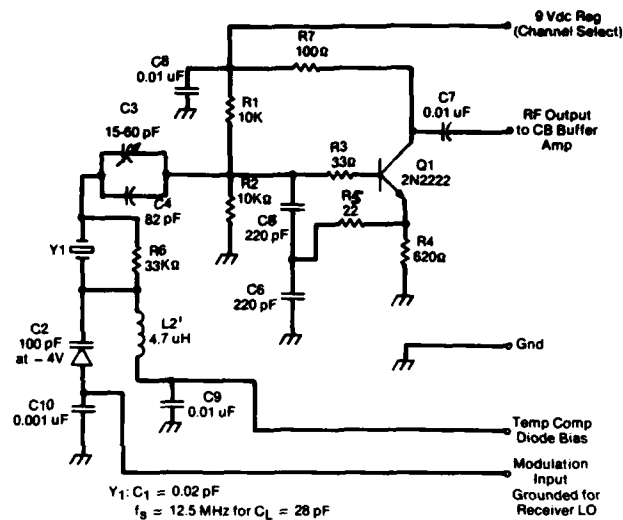 9 Vdc Reg
(Channel Select)
R7
100Ω
C8
0.01 uF
C7
0.01 uF
R1
10K
C3
15-60 pF
RF Output
to CB Buffer
Amp
R3
33Ω
Q1
2N2222
R2
10KΩ
C4
82 pF
22
C5
220 pF
R4
620Ω
Y1
R6
33KΩ
C6
220 pF
C2
100 pF
at − 4V
L2'
4.7 uH
Gnd
C10
0.001 uF
C9
0.01 uF
Temp Comp
Diode Bias
Modulation
Input
Grounded for
Receiver LO
Y1: C1 = 0.02 pF
fs = 12.5 MHz for CL = 28 pF